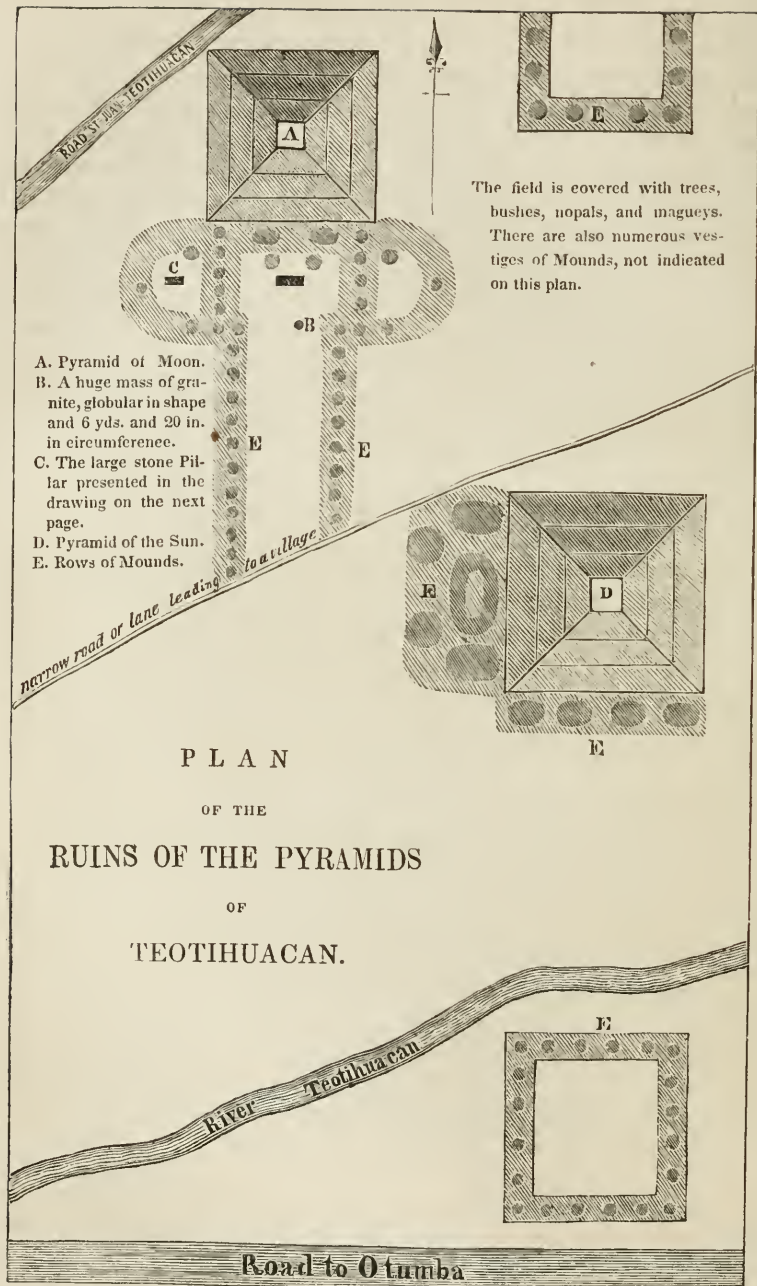 ROAD ST JUAN TEOTIHUACAN
A
E
The field is covered with trees,
bushes, nopals, and magueys.
There are also numerous ves-
tiges of Mounds, not indicated
on this plan.
C
B
A. Pyramid of Moon.
B. A huge mass of gra-
nite, globular in shape
and 6 yds. and 20 in.
in circumference.
C. The large stone Pil-
lar presented in the
drawing on the next
page.
D. Pyramid of the Sun.
E. Rows of Mounds.
E
E
narrow road or lane leading to a village
E
D
E
PLAN
OF THE
RUINS OF THE PYRAMIDS
OF
TEOTIHUACAN.
River Teotihuacan
E
Road to Otumba